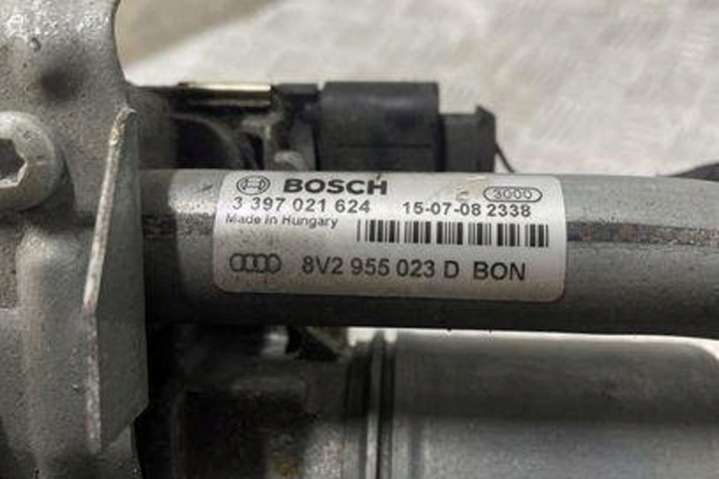 BOSCH
3000
3 397 021 624 15-07-08 2338
Made in Hungary
8V2 955 023 D BON